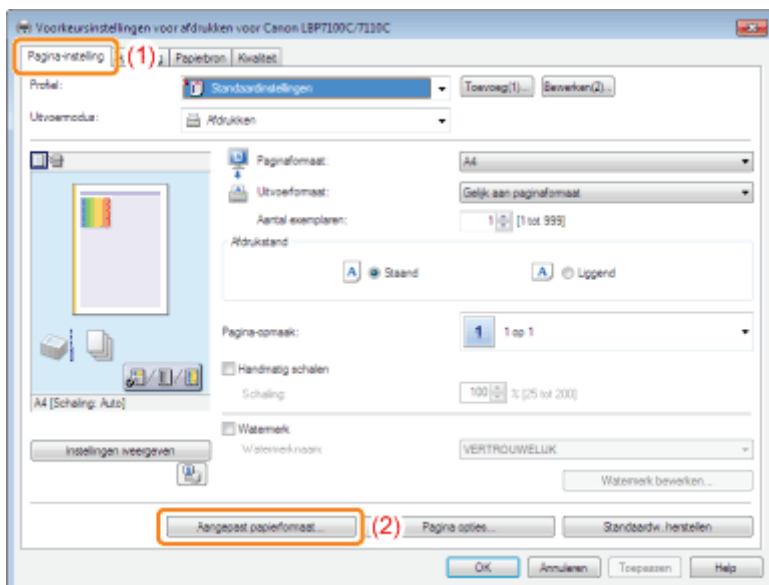 Voorkeursinstellingen voor afdrukken voor Canon LBP7100C/7110C
Pagina-instelling (1) Papierbron Kwaliteit
Profiel: Standaardinstellingen Toevoeg(1)... Bewerken(2)...
Uitvoermodus: Afdrukken
Paginaformaat: A4
Uitvoerformaat: Gelijk aan paginaformaat
Aantal exemplaren: 1 [1 tot 999]
Afdrukstand
A Staand A Liggend
Pagina-opmaak: 1 1 op 1
Handmatig schalen
Schaling: 100 % [25 tot 200]
A4 [Schaling: Auto]
Watermerk
Instellingen weergeven Watermerknaam: VERTROUWELIJK
Watermerk bewerken...
Aangepast papierformaat... (2) Pagina opties... Standaardw. herstellen
OK Annuleren Toepassen Help